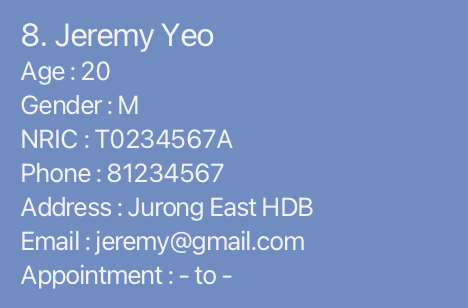 8. Jeremy Yeo
Age : 20
Gender : M
NRIC : T0234567A
Phone : 81234567
Address : Jurong East HDB
Email : jeremy@gmail.com
Appointment : - to -